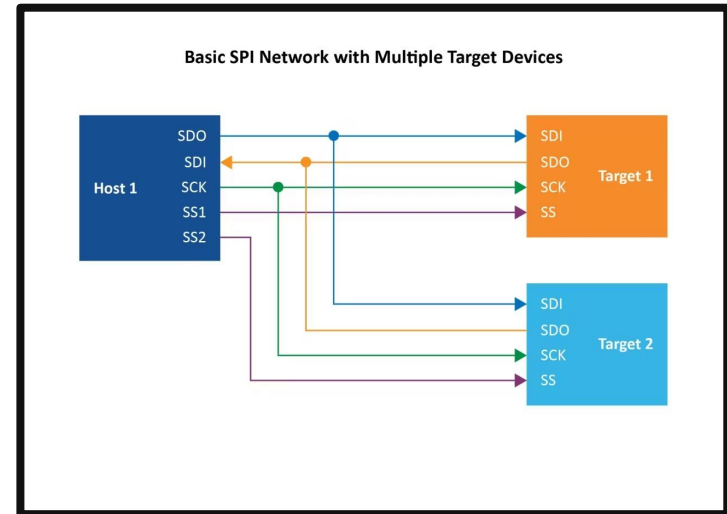 Basic SPI Network with Multiple Target Devices
Host 1
SDO
SDI
SCK
SS1
SS2
SDI
SDO
SCK
SS
Target 1
SDI
SDO
SCK
SS
Target 2